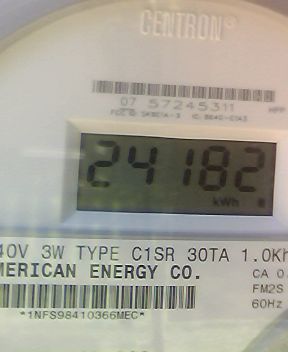 CENTRON®
07 57245311
24182
kWh
40V 3W TYPE C1SR 30TA 1.0Kh
MERICAN ENERGY CO.
CA 0.
FM2S
60Hz
*1NFS98410366MEC*